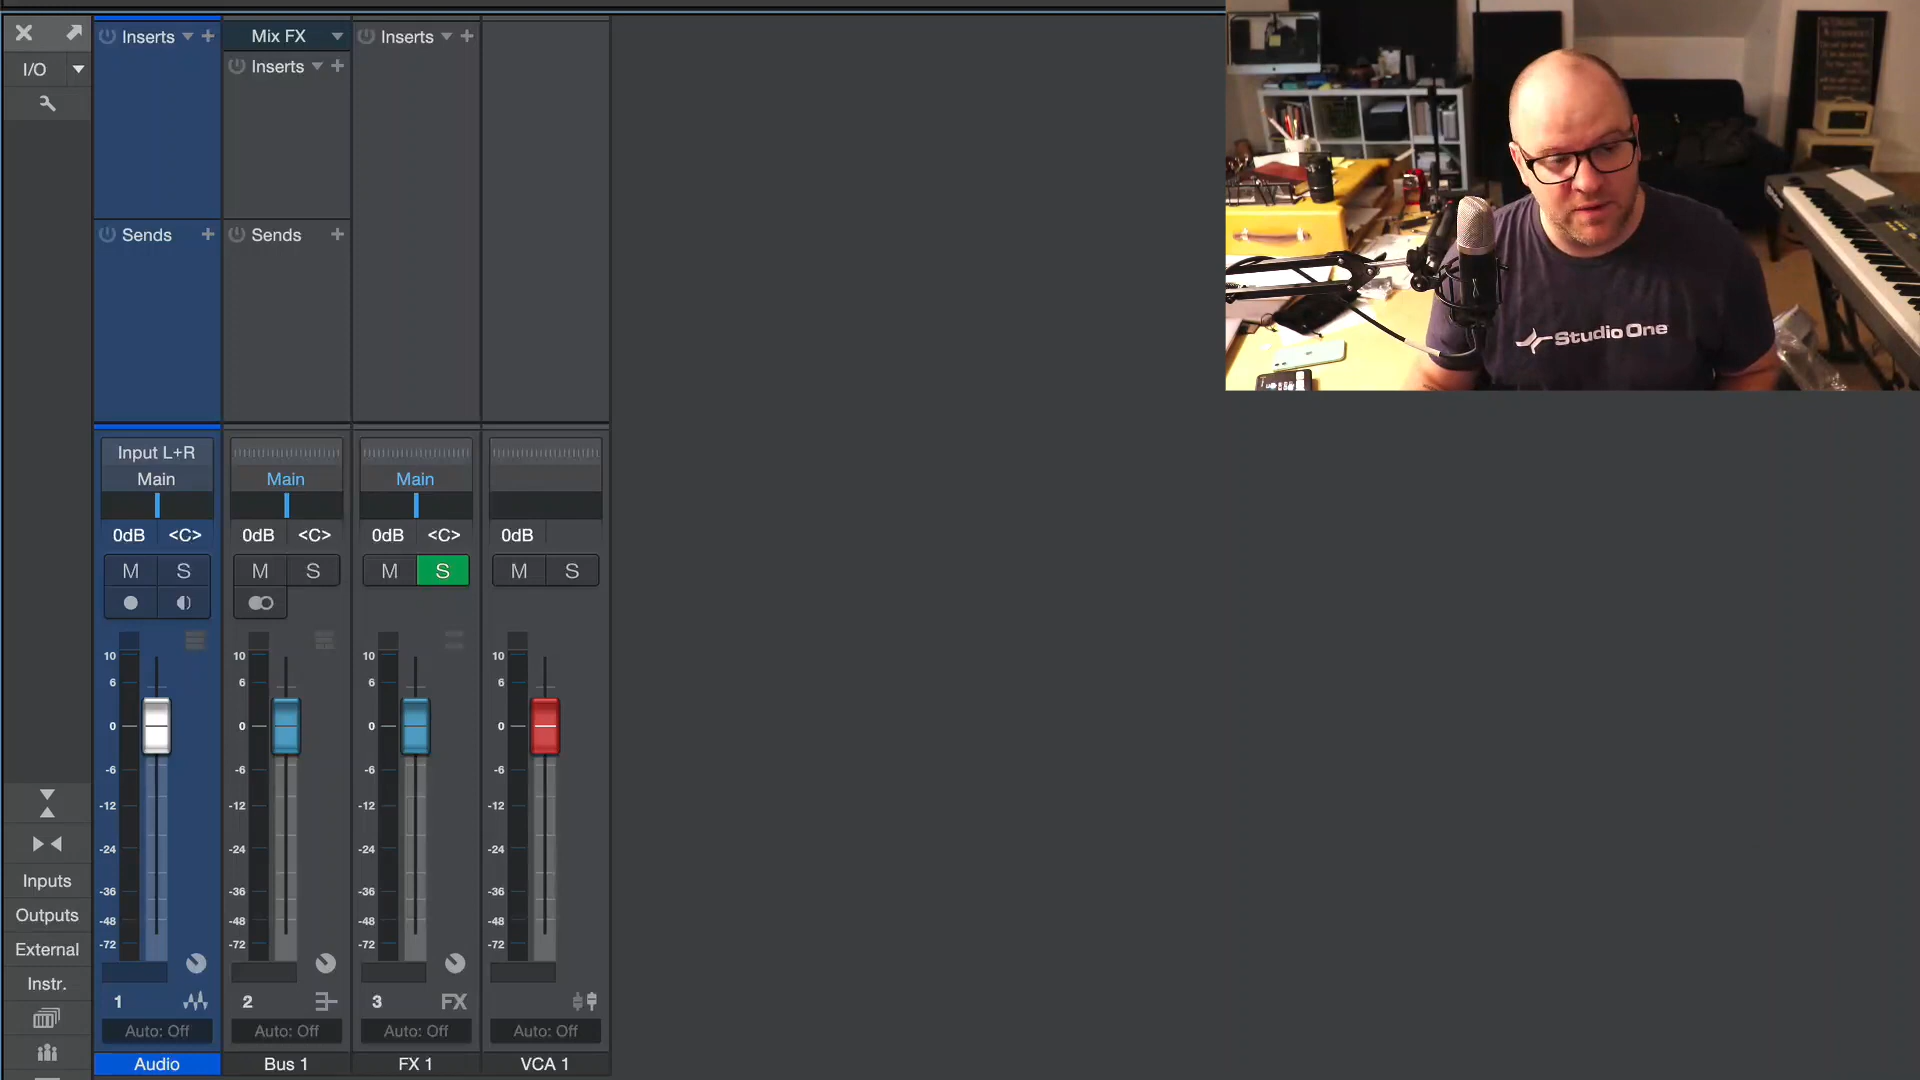 Inserts
Mix FX
Inserts
Inserts
I/O
Sends
Sends
Studio One
Input L+R
Main
Main
Main
0dB <C>
0dB <C>
0dB <C>
0dB
M S
M S
M S
M S
10
6
0
-6
-12
-24
-36
-48
-72
10
6
0
-6
-12
-24
-36
-48
-72
10
6
0
-6
-12
-24
-36
-48
-72
10
6
0
-6
-12
-24
-36
-48
-72
Inputs
Outputs
External
Instr.
1
2
3 FX
Auto: Off
Auto: Off
Auto: Off
Auto: Off
Audio
Bus 1
FX 1
VCA 1